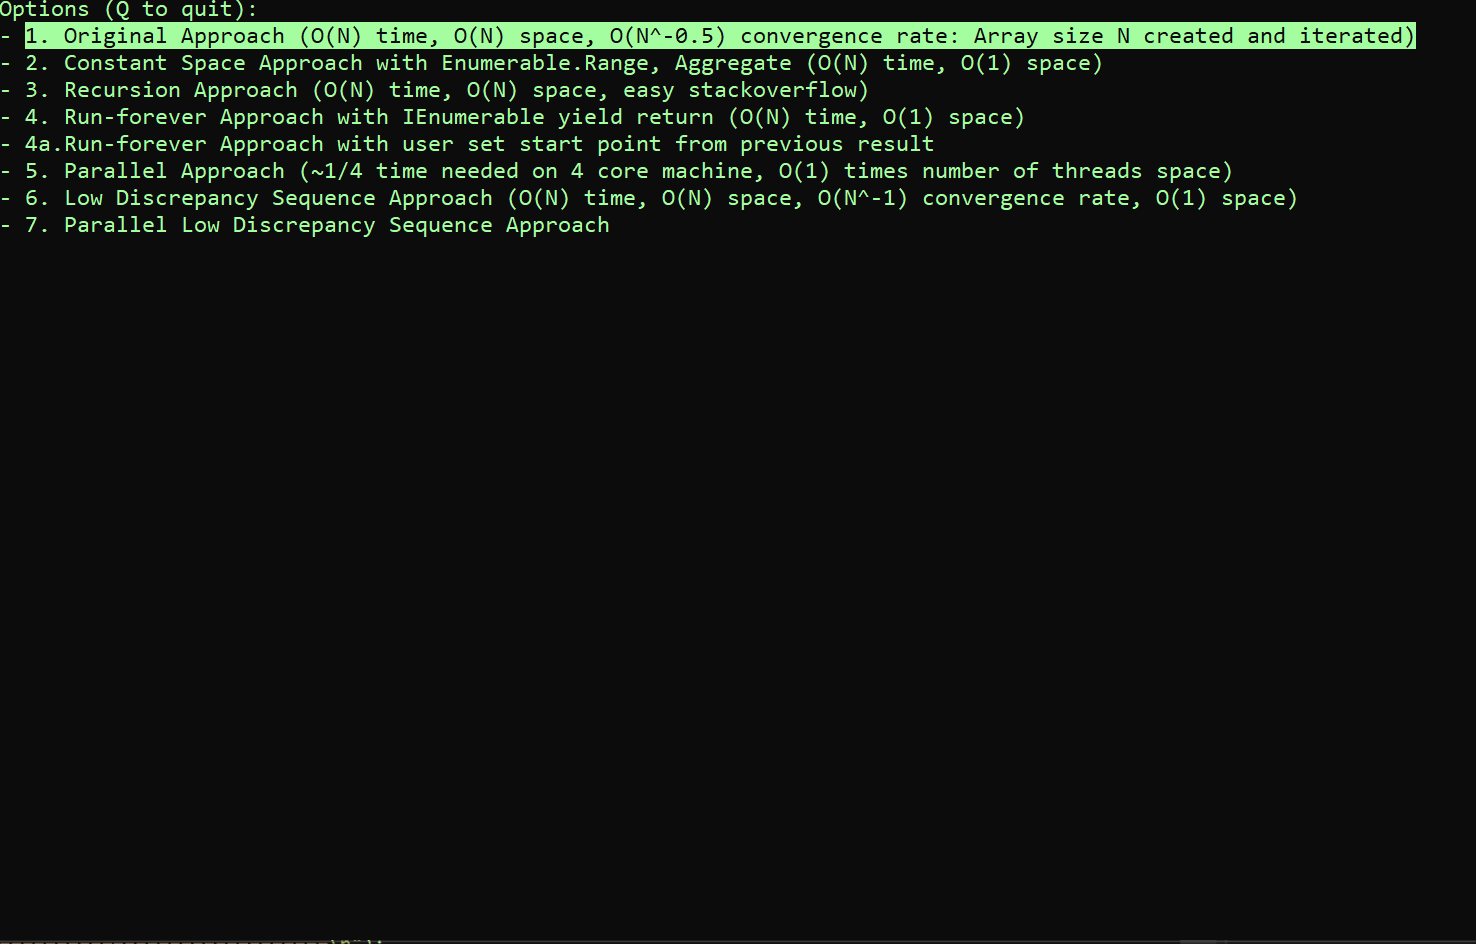 Options (Q to quit):
- 1. Original Approach (O(N) time, O(N) space, O(N^-0.5) convergence rate: Array size N created and iterated)
- 2. Constant Space Approach with Enumerable.Range, Aggregate (O(N) time, O(1) space)
- 3. Recursion Approach (O(N) time, O(N) space, easy stackoverflow)
- 4. Run-forever Approach with IEnumerable yield return (O(N) time, O(1) space)
- 4a.Run-forever Approach with user set start point from previous result
- 5. Parallel Approach (~1/4 time needed on 4 core machine, O(1) times number of threads space)
- 6. Low Discrepancy Sequence Approach (O(N) time, O(N) space, O(N^-1) convergence rate, O(1) space)
- 7. Parallel Low Discrepancy Sequence Approach